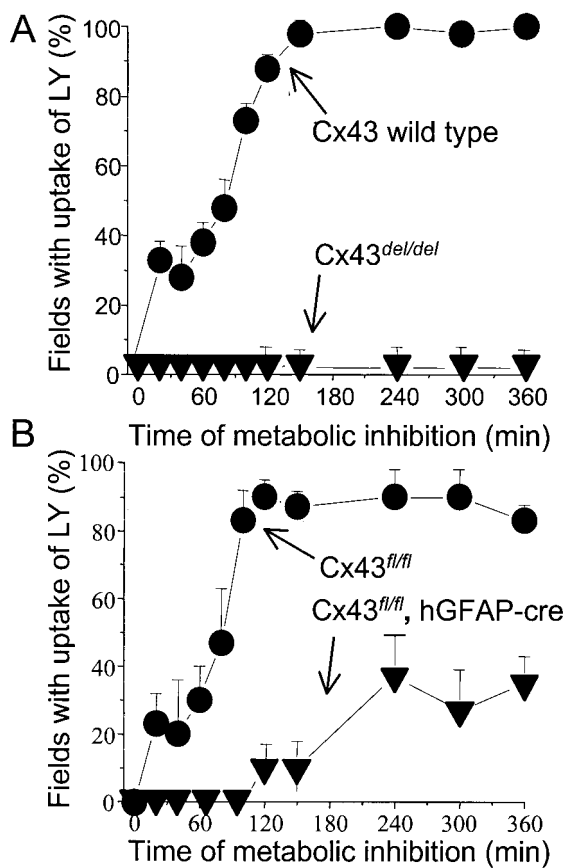 A
Fields with uptake of LY (%)
100
80
60
40
20
0
Cx43 wild type
Cx43del/del
0 60 120 180 240 300 360
Time of metabolic inhibition (min)
B
Fields with uptake of LY (%)
100
80
60
40
20
0
Cx43fl/fl
Cx43fl/fl, hGFAP-cre
0 60 120 180 240 300 360
Time of metabolic inhibition (min)